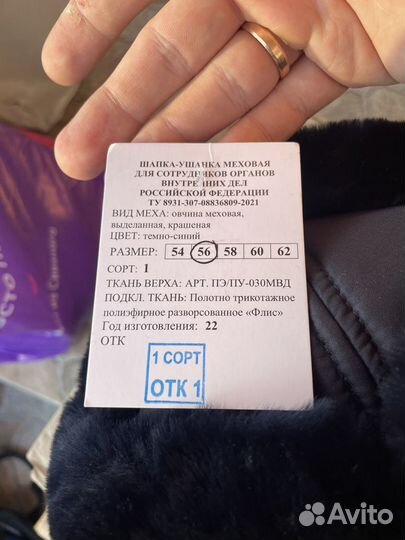 ШАПКА-УШАНКА МЕХОВАЯ
ДЛЯ СОТРУДНИКОВ ОРГАНОВ
ВНУТРЕННИХ ДЕЛ
РОССИЙСКОЙ ФЕДЕРАЦИИ
ТУ 8931-307-08836809-2021
ВИД МЕХА: овчина меховая,
выделанная, крашеная
ЦВЕТ: темно-синий
РАЗМЕР: 54 56 58 60 62
СОРТ: I
ТКАНЬ ВЕРХА: АРТ. ПЭ/ПУ-030МВД
ПОДКЛ. ТКАНЬ: Полотно трикотажное
полиэфирное разворсованное «Флис»
Год изготовления: 22
ОТК
1 СОРТ
ОТК 1
Avito